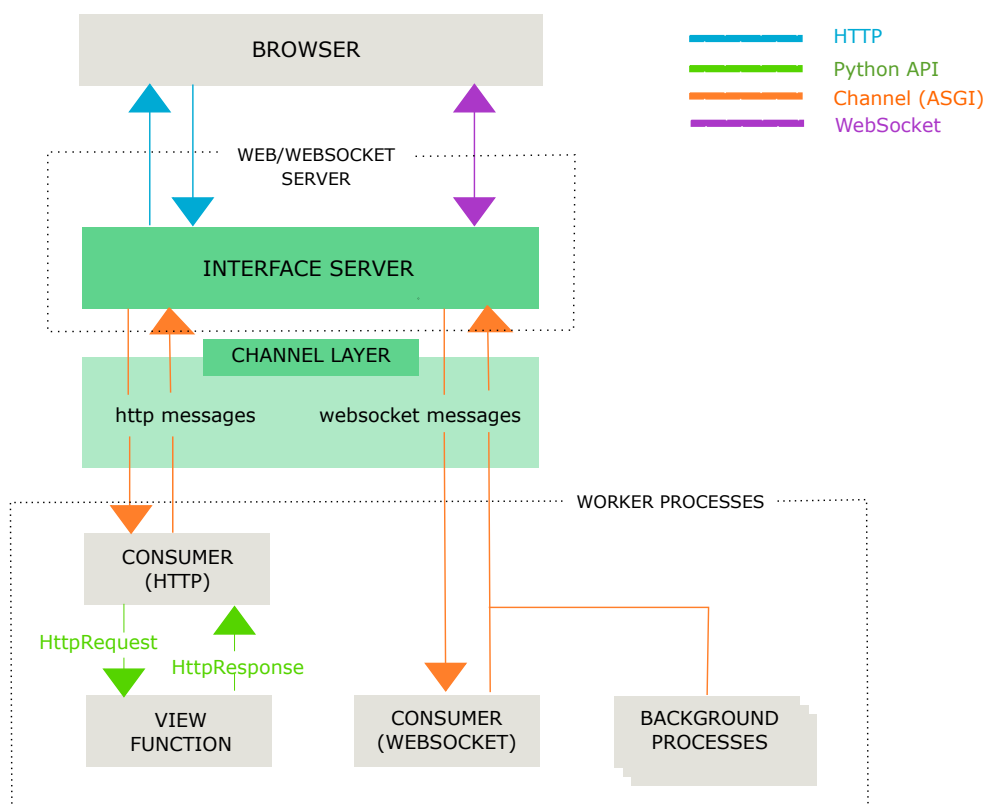 BROWSER
HTTP
Python API
Channel (ASGI)
WebSocket
WEB/WEBSOCKET
SERVER
INTERFACE SERVER
CHANNEL LAYER
http messages
websocket messages
WORKER PROCESSES
CONSUMER
(HTTP)
HttpRequest
HttpResponse
VIEW
FUNCTION
CONSUMER
(WEBSOCKET)
BACKGROUND
PROCESSES